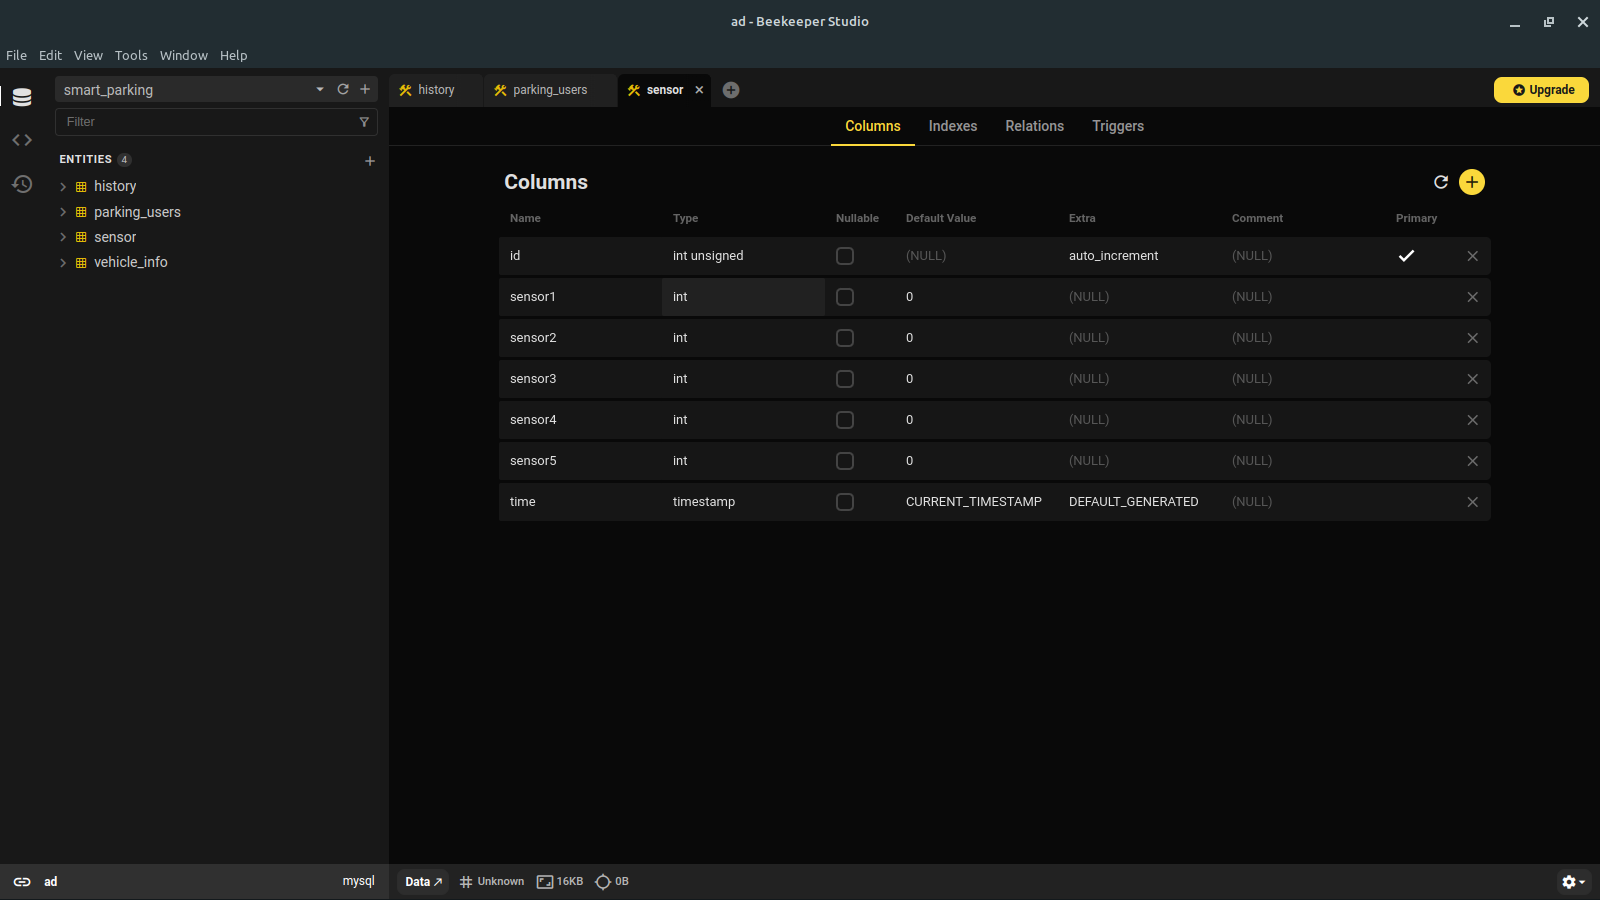 ad - Beekeeper Studio
File Edit View Tools Window Help
smart_parking
Filter
ENTITIES 4
history
parking_users
sensor
vehicle_info
history parking_users sensor
Upgrade
Columns Indexes Relations Triggers
Columns
Name Type Nullable Default Value Extra Comment Primary
id int unsigned (NULL) auto_increment (NULL)
sensor1 int 0 (NULL) (NULL)
sensor2 int 0 (NULL) (NULL)
sensor3 int 0 (NULL) (NULL)
sensor4 int 0 (NULL) (NULL)
sensor5 int 0 (NULL) (NULL)
time timestamp CURRENT_TIMESTAMP DEFAULT_GENERATED (NULL)
ad mysql
Data Unknown 16KB 0B